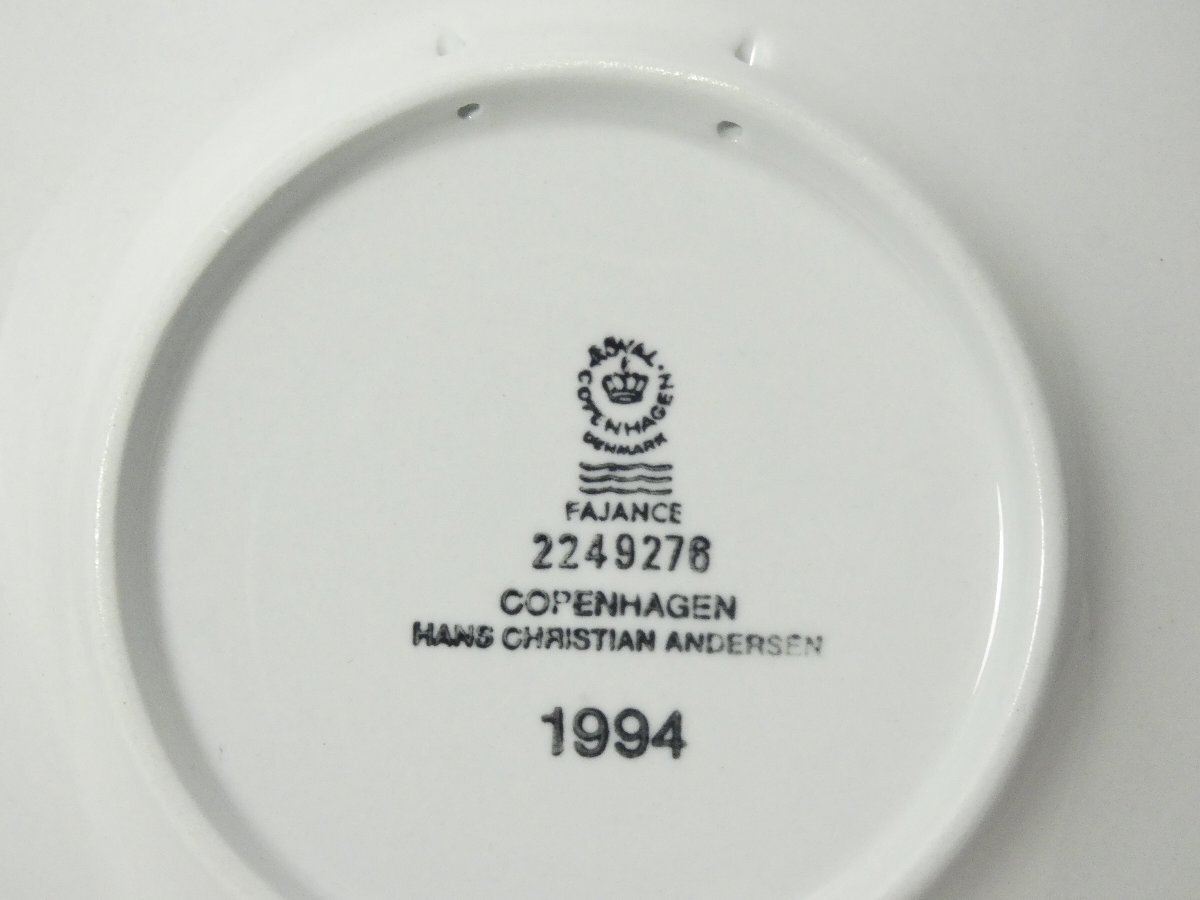 ROYAL
COPENHAGEN
DENMARK
FAJANCE
2249276
COPENHAGEN
HANS CHRISTIAN ANDERSEN
1994